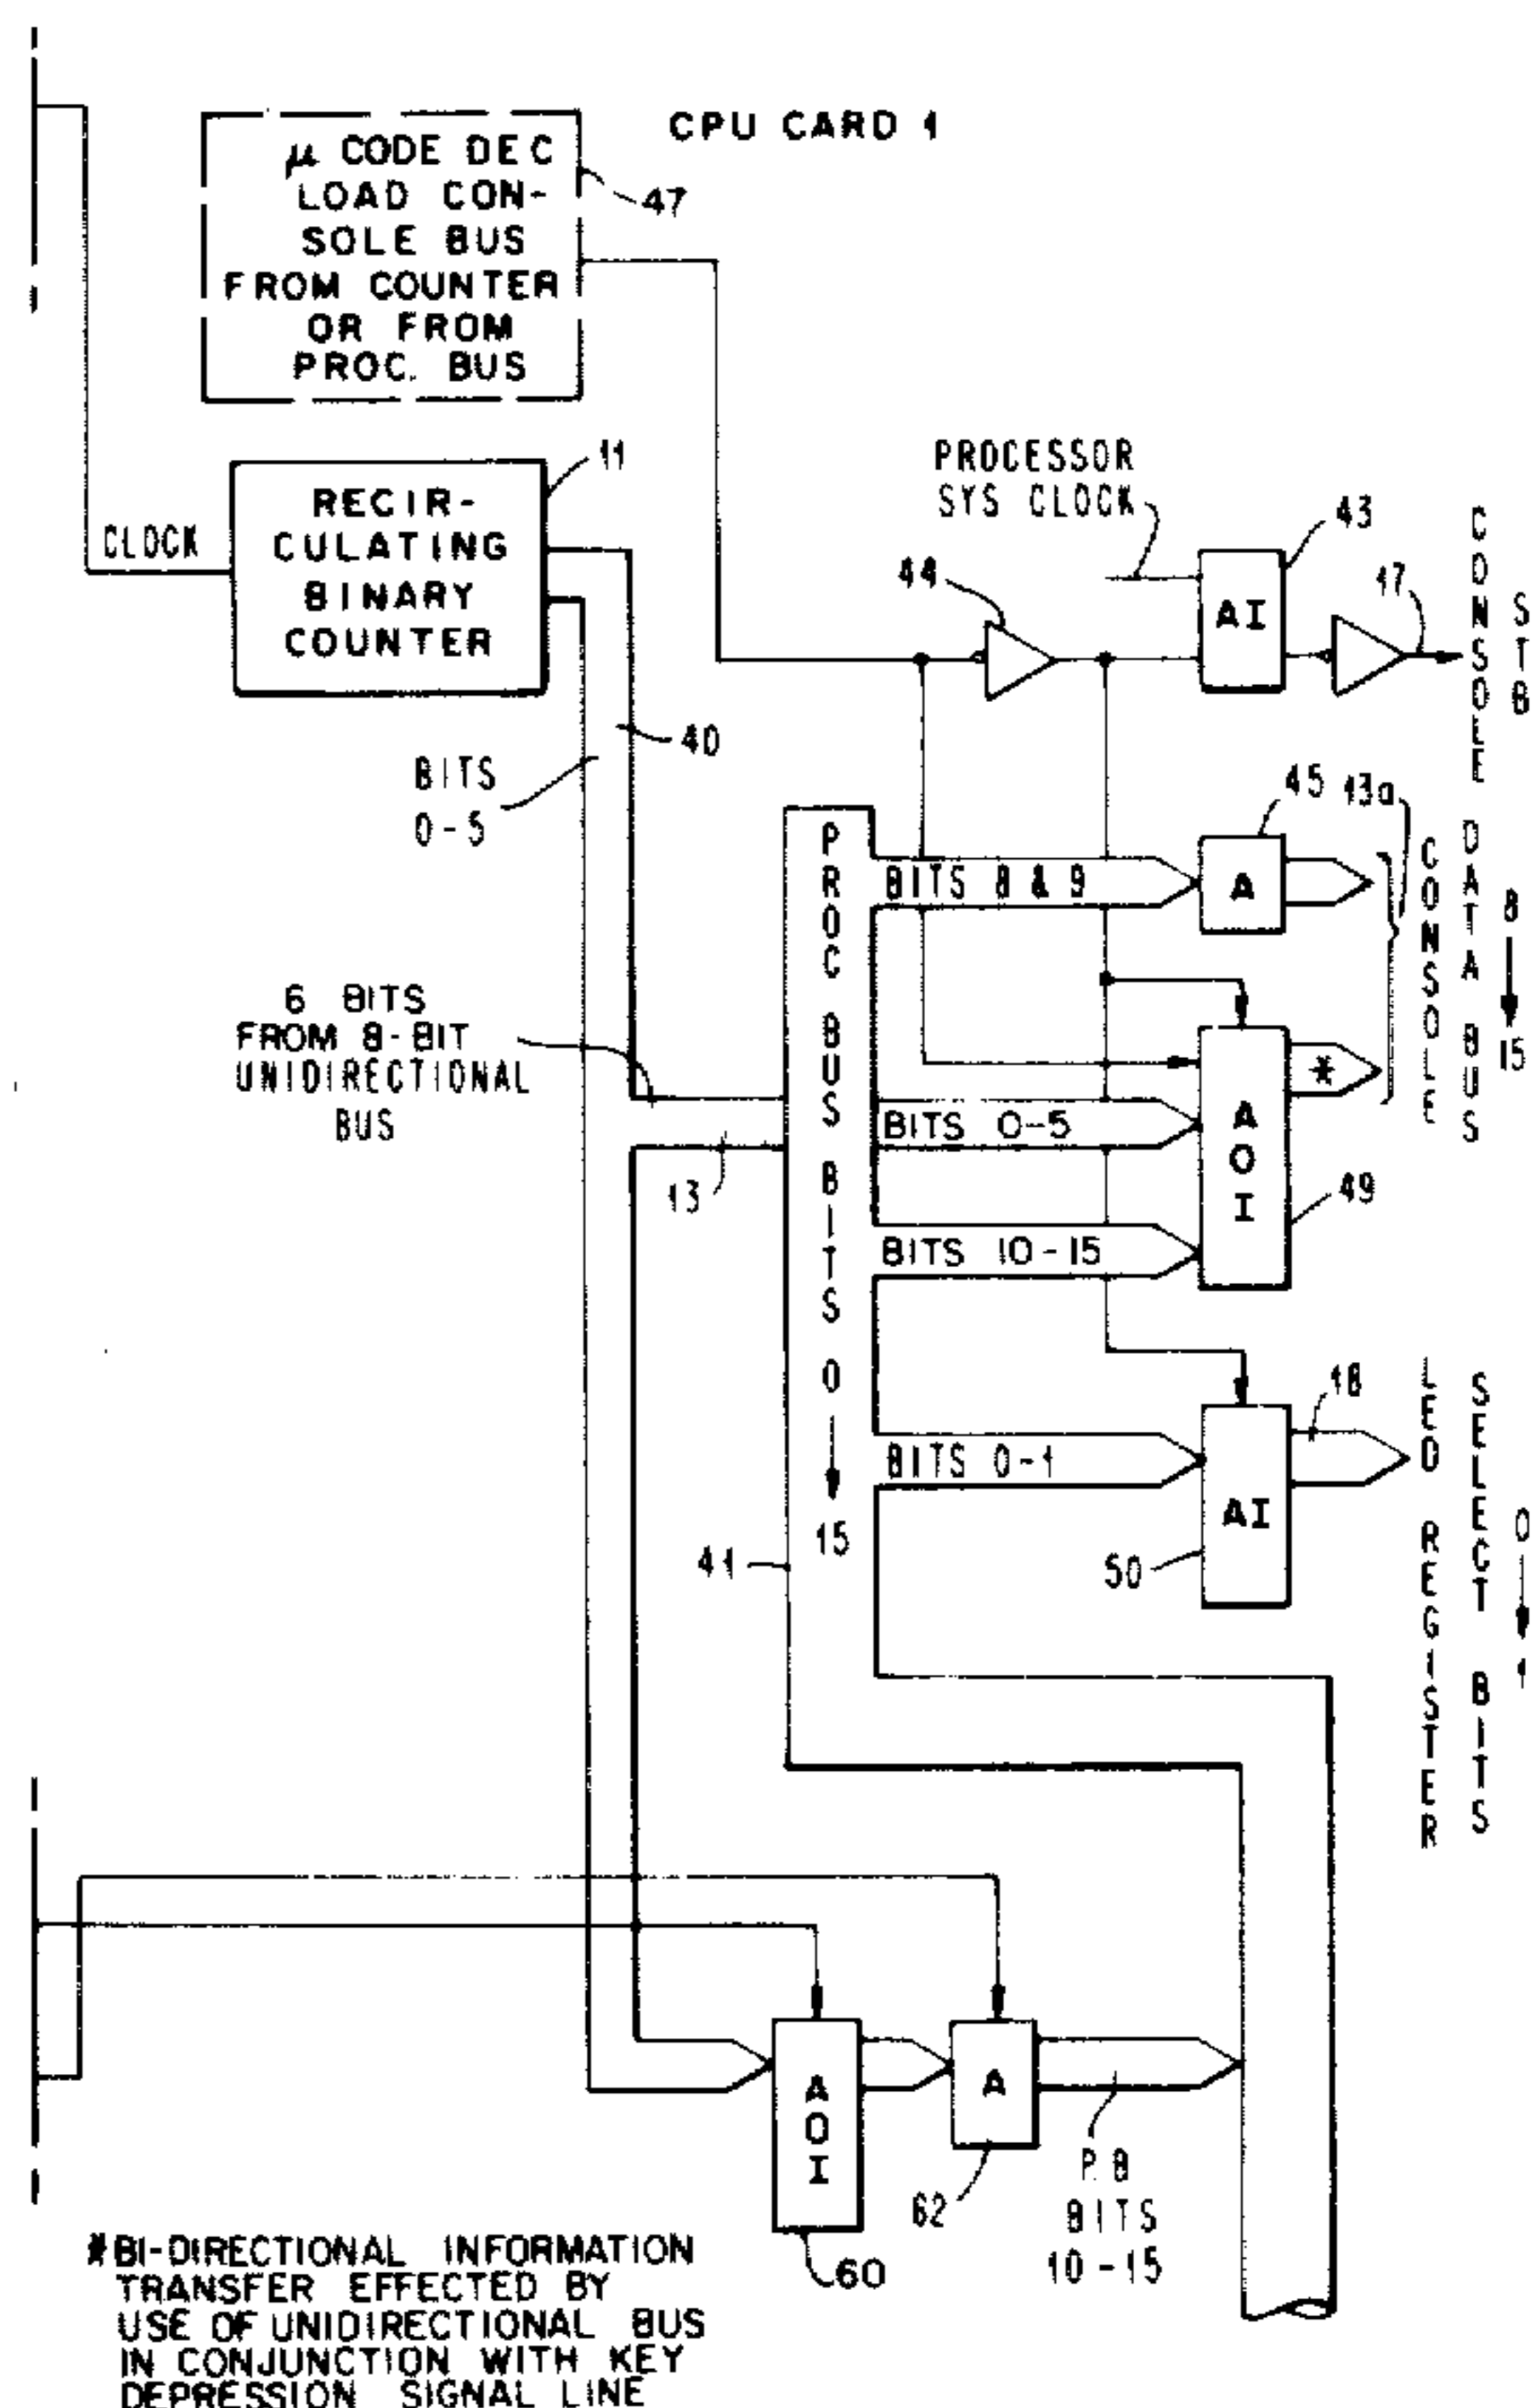 CPU CARD 1
µ CODE DEC
LOAD CON-
SOLE BUS
FROM COUNTER
OR FROM
PROC. BUS
47
11
RECIR-
CULATING
BINARY
COUNTER
CLOCK
PROCESSOR
SYS CLOCK
43
44
AI
17
CONSOLE
STB
40
BITS
0-5
45
13a
PROC BUS BITS 0
15
BITS 8 & 9
A
CONSOLE
DATA BUS
8
15
6 BITS
FROM 8-BIT
UNIDIRECTIONAL
BUS
*
BITS 0-5
AOI
13
49
BITS 10-15
18
BITS 0-1
AI
50
41
LED REGISTER
SELECT BITS
0
1
AOI
A
62
P.B
BITS
10-15
60
*BI-DIRECTIONAL INFORMATION
TRANSFER EFFECTED BY
USE OF UNIDIRECTIONAL BUS
IN CONJUNCTION WITH KEY
DEPRESSION SIGNAL LINE